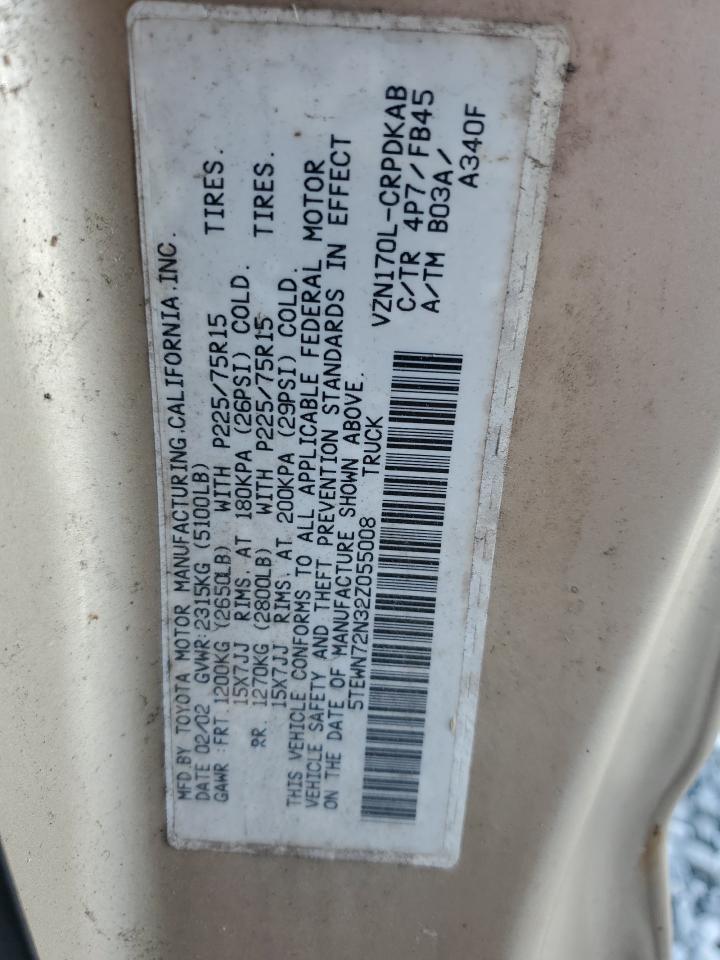 MFD.BY TOYOTA MOTOR MANUFACTURING,CALIFORNIA,INC.
DATE 02/02 GVWR:2315KG (5100LB)
GAWR :FRT.1200KG (2650LB) WITH P225/75R15 TIRES.
15X7JJ RIMS. AT 180KPA (26PSI) COLD.
RR. 1270KG (2800LB) WITH P225/75R15 TIRES.
15X7JJ RIMS. AT 200KPA (29PSI) COLD.
THIS VEHICLE CONFORMS TO ALL APPLICABLE FEDERAL MOTOR
VEHICLE SAFETY AND THEFT PREVENTION STANDARDS IN EFFECT
ON THE DATE OF MANUFACTURE SHOWN ABOVE.
5TEWN72N32Z055008 TRUCK
VZN170L-CRPDKAB
C/TR 4P7/FB45
A/TM B03A/
A340F